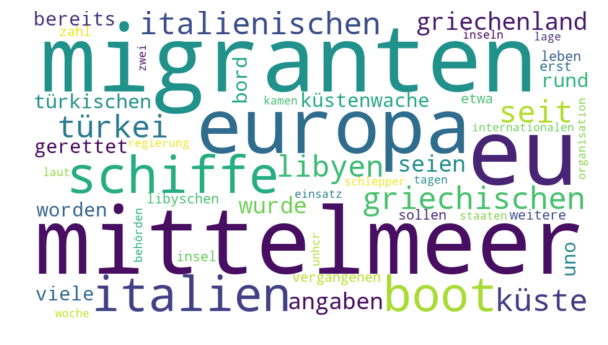 bereits italienischen griechenland
zahl zwei inseln lage
migranten
bord leben
erst
türkischen kamen küstenwache etwa rund
türkei europa seit
internationalen
gerettet regierung eu organisation
schiffe libyen seien
laut schlepper tagen
libyschen einsatz griechischen
worden wurde sollen staaten weitere
mittelmeer
behörden insel unhcr uno
vergangenen
viele italien angaben boot küste
woche